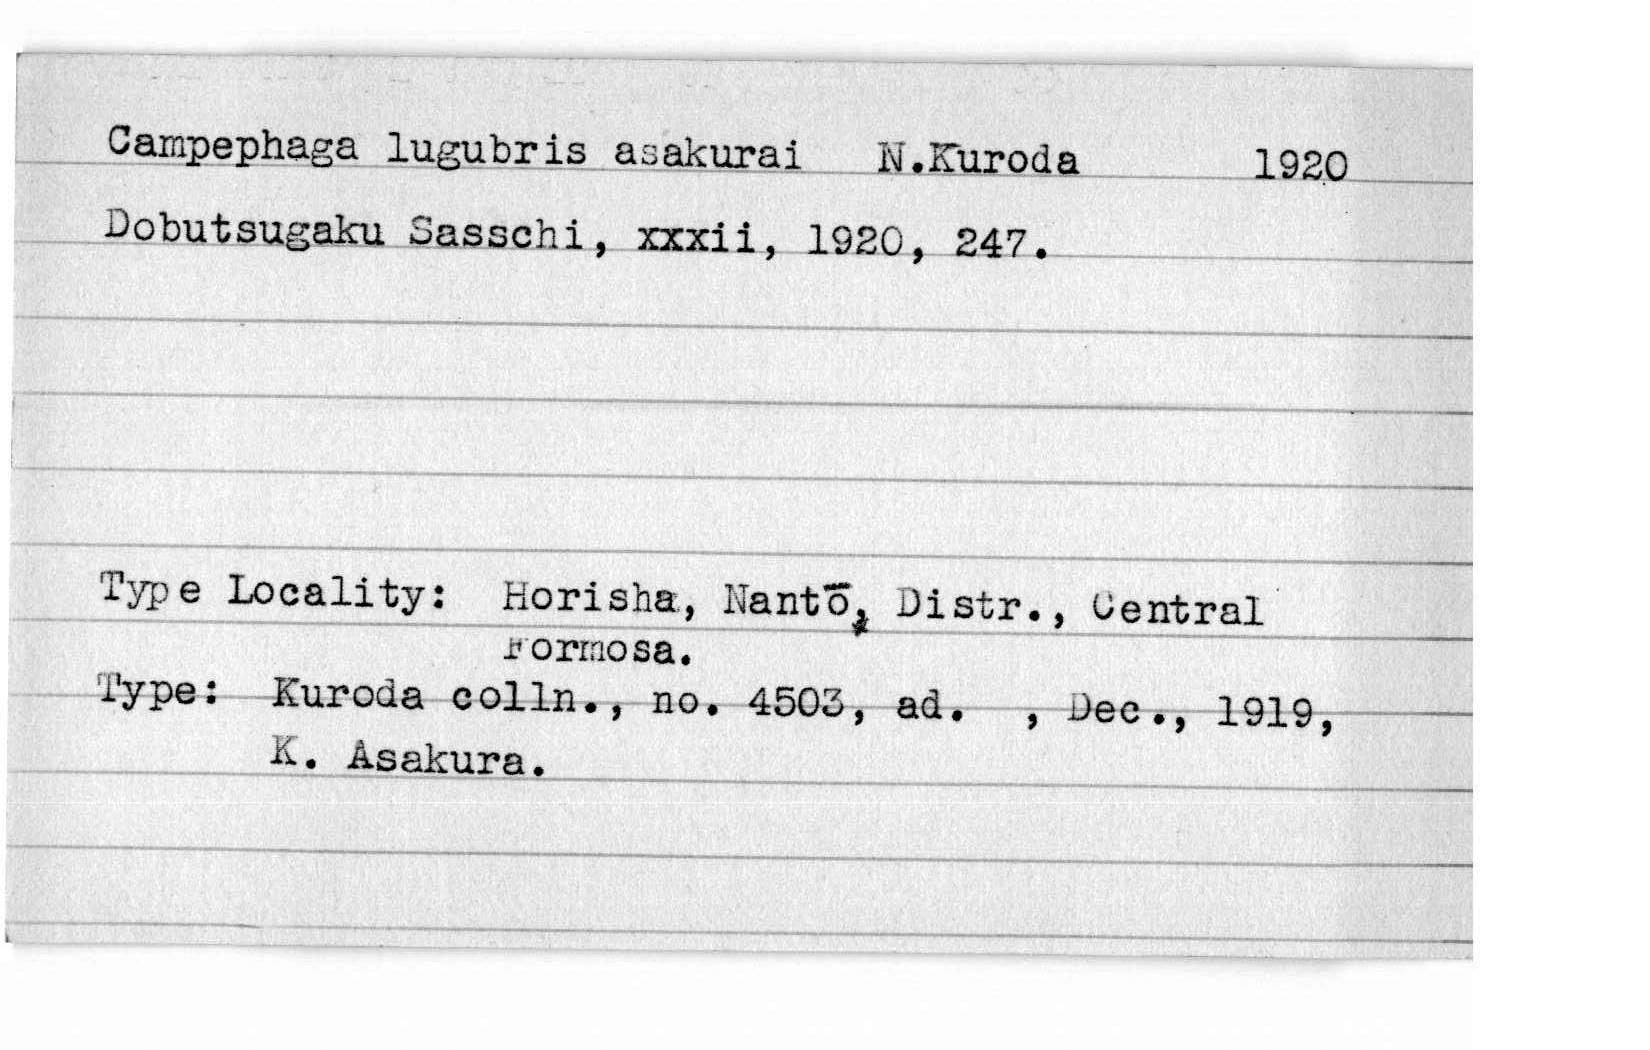 Campephaga lugubris asakurai N.Kuroda 1920
Dobutsugaku Sasschi, xxxii, 1920, 247.
Type Locality: Horisha, Nantō, Distr., Central
Formosa.
Type: Kuroda colln., no. 4503, ad. , Dec., 1919,
K. Asakura.